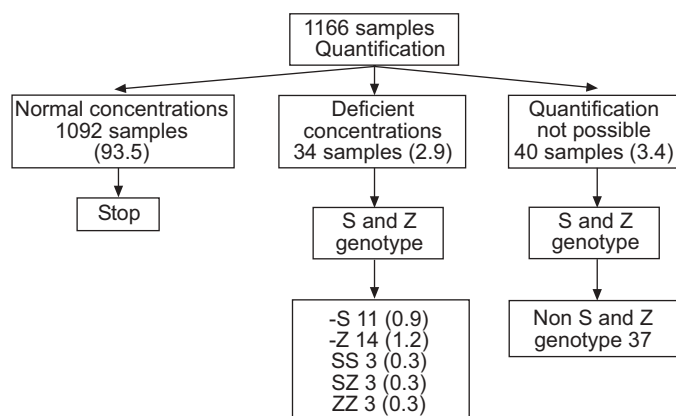 1166 samples
Quantification
Normal concentrations
1092 samples
(93.5)
Deficient
concentrations
34 samples (2.9)
Quantification
not possible
40 samples (3.4)
Stop
S and Z
genotype
S and Z
genotype
-S 11 (0.9)
-Z 14 (1.2)
SS 3 (0.3)
SZ 3 (0.3)
ZZ 3 (0.3)
Non S and Z
genotype 37